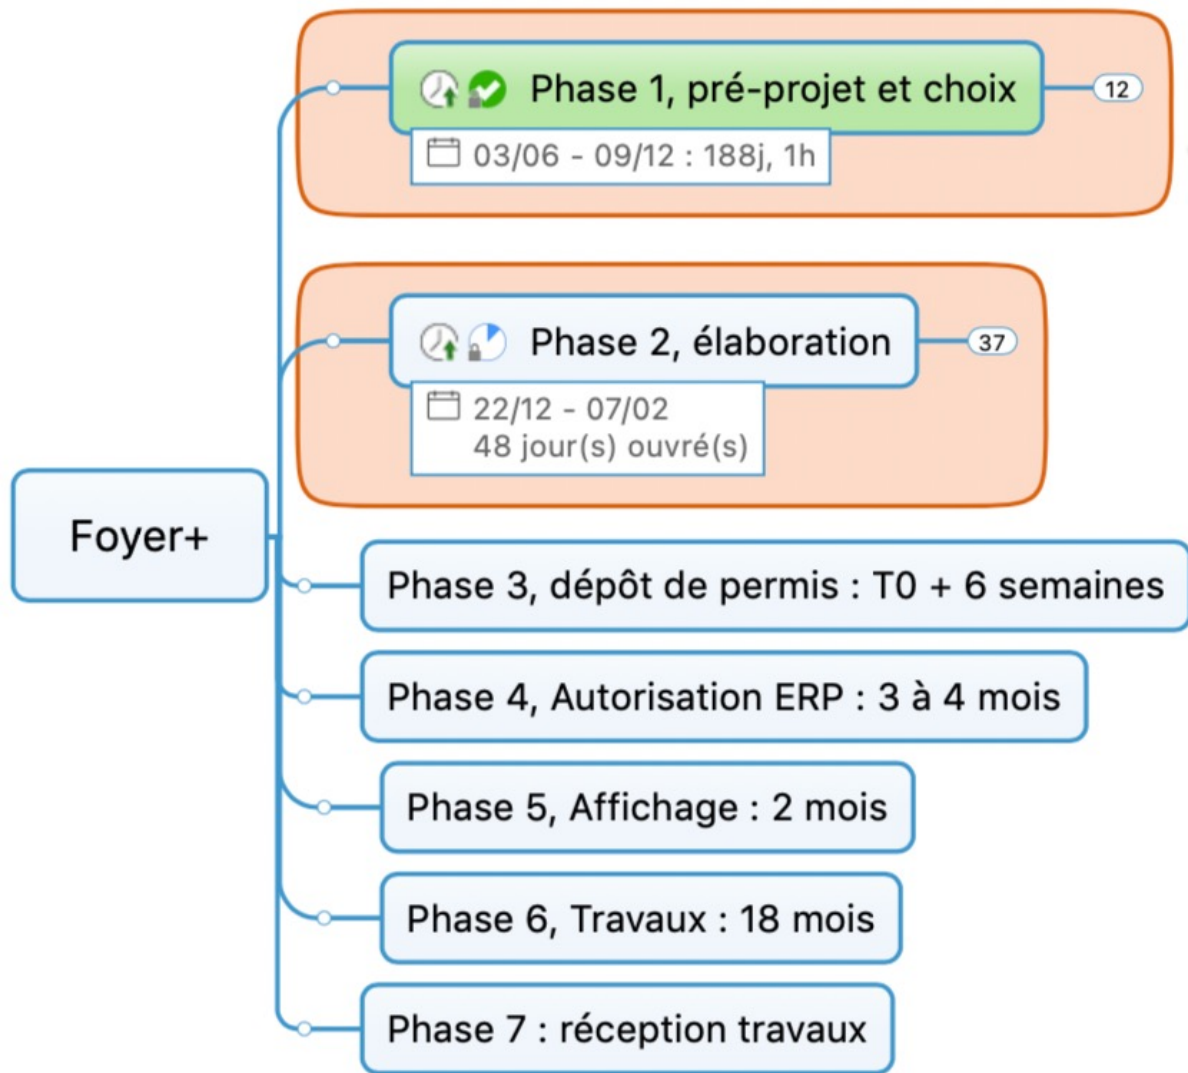 Phase 1, pré-projet et choix
12
03/06 - 09/12 : 188j, 1h
Phase 2, élaboration
37
22/12 - 07/02
48 jour(s) ouvré(s)
Foyer+
Phase 3, dépôt de permis : T0 + 6 semaines
Phase 4, Autorisation ERP : 3 à 4 mois
Phase 5, Affichage : 2 mois
Phase 6, Travaux : 18 mois
Phase 7 : réception travaux